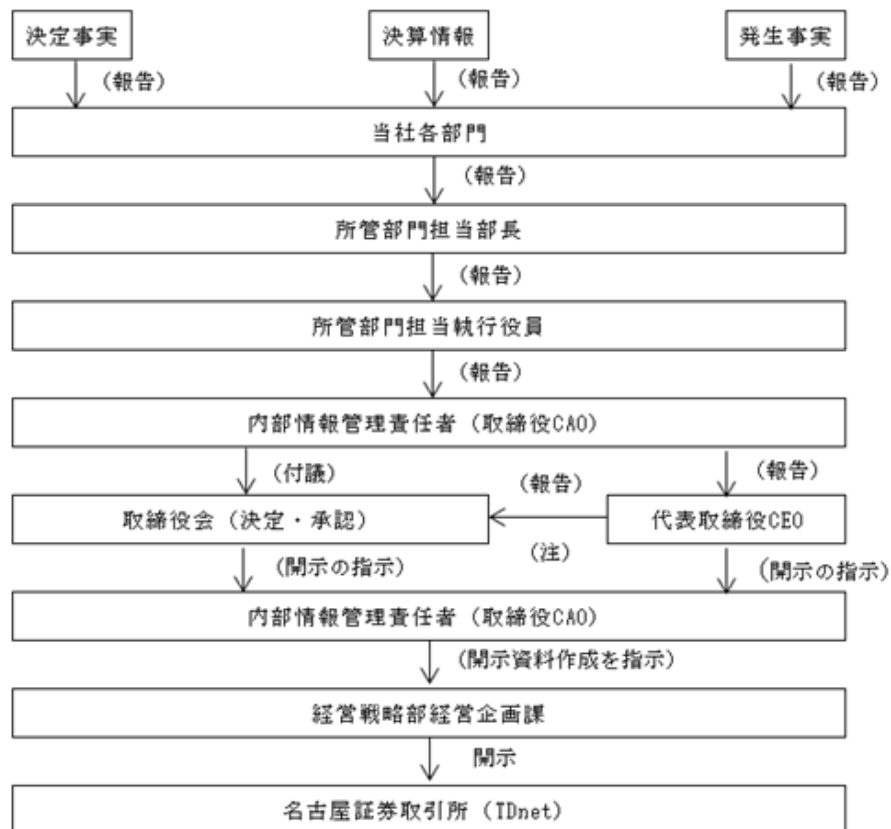 決定事実
決算情報
発生事実
(報告)
(報告)
(報告)
当社各部門
(報告)
所管部門担当部長
(報告)
所管部門担当執行役員
(報告)
内部情報管理責任者（取締役CAO）
(付議)
(報告)
(報告)
取締役会（決定・承認）
代表取締役CEO
(注)
(開示の指示)
(開示の指示)
内部情報管理責任者（取締役CAO）
(開示資料作成を指示)
経営戦略部経営企画課
開示
名古屋証券取引所（TDnet）